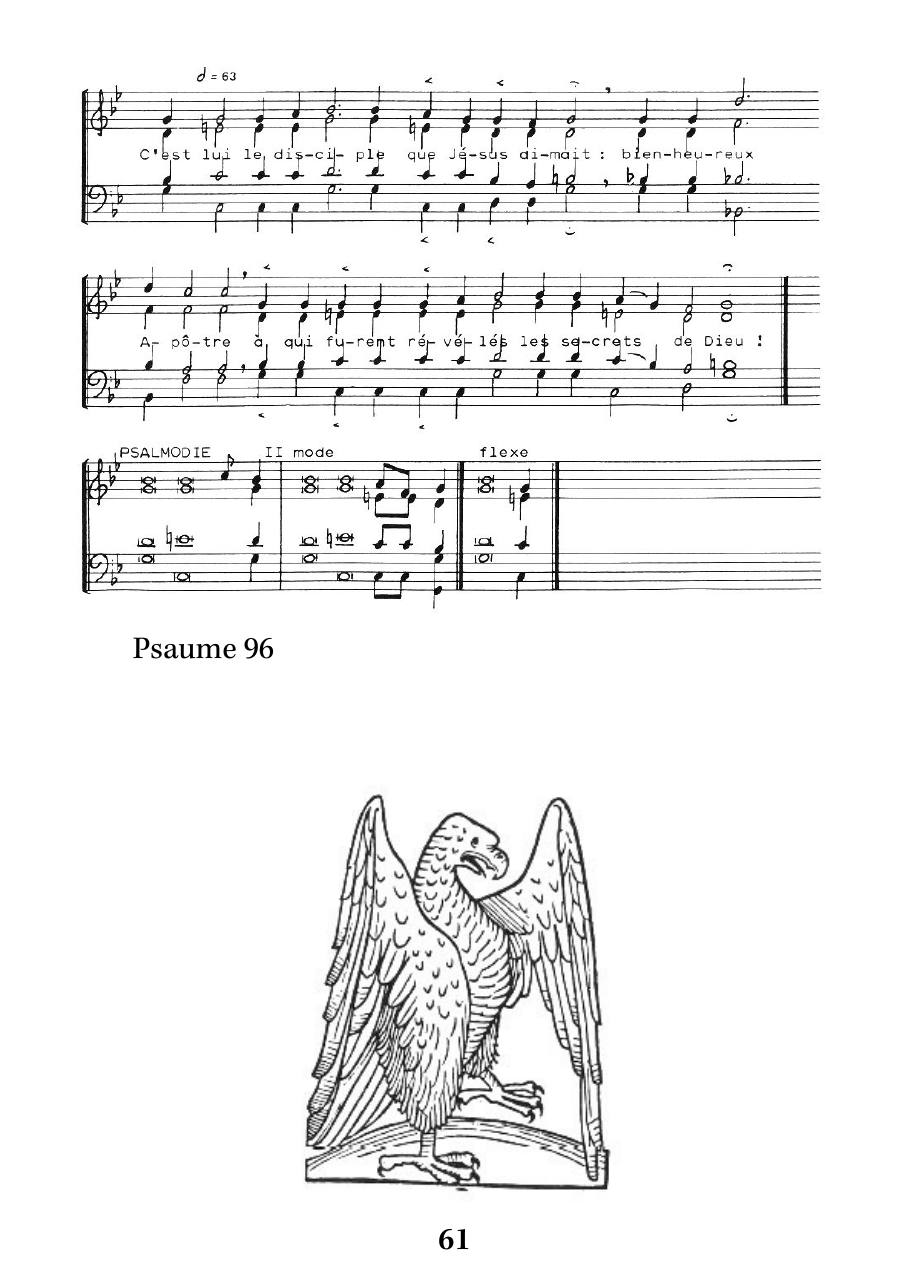 𝅗𝅥 = 63
C'est lui le dis-ci- ple que Jé-sus ai-mait : bien-heu-reux
A- pô-tre à qui fu-rent ré-vé-lés les se-crets de Dieu !
PSALMODIE II mode flexe
Psaume 96
61